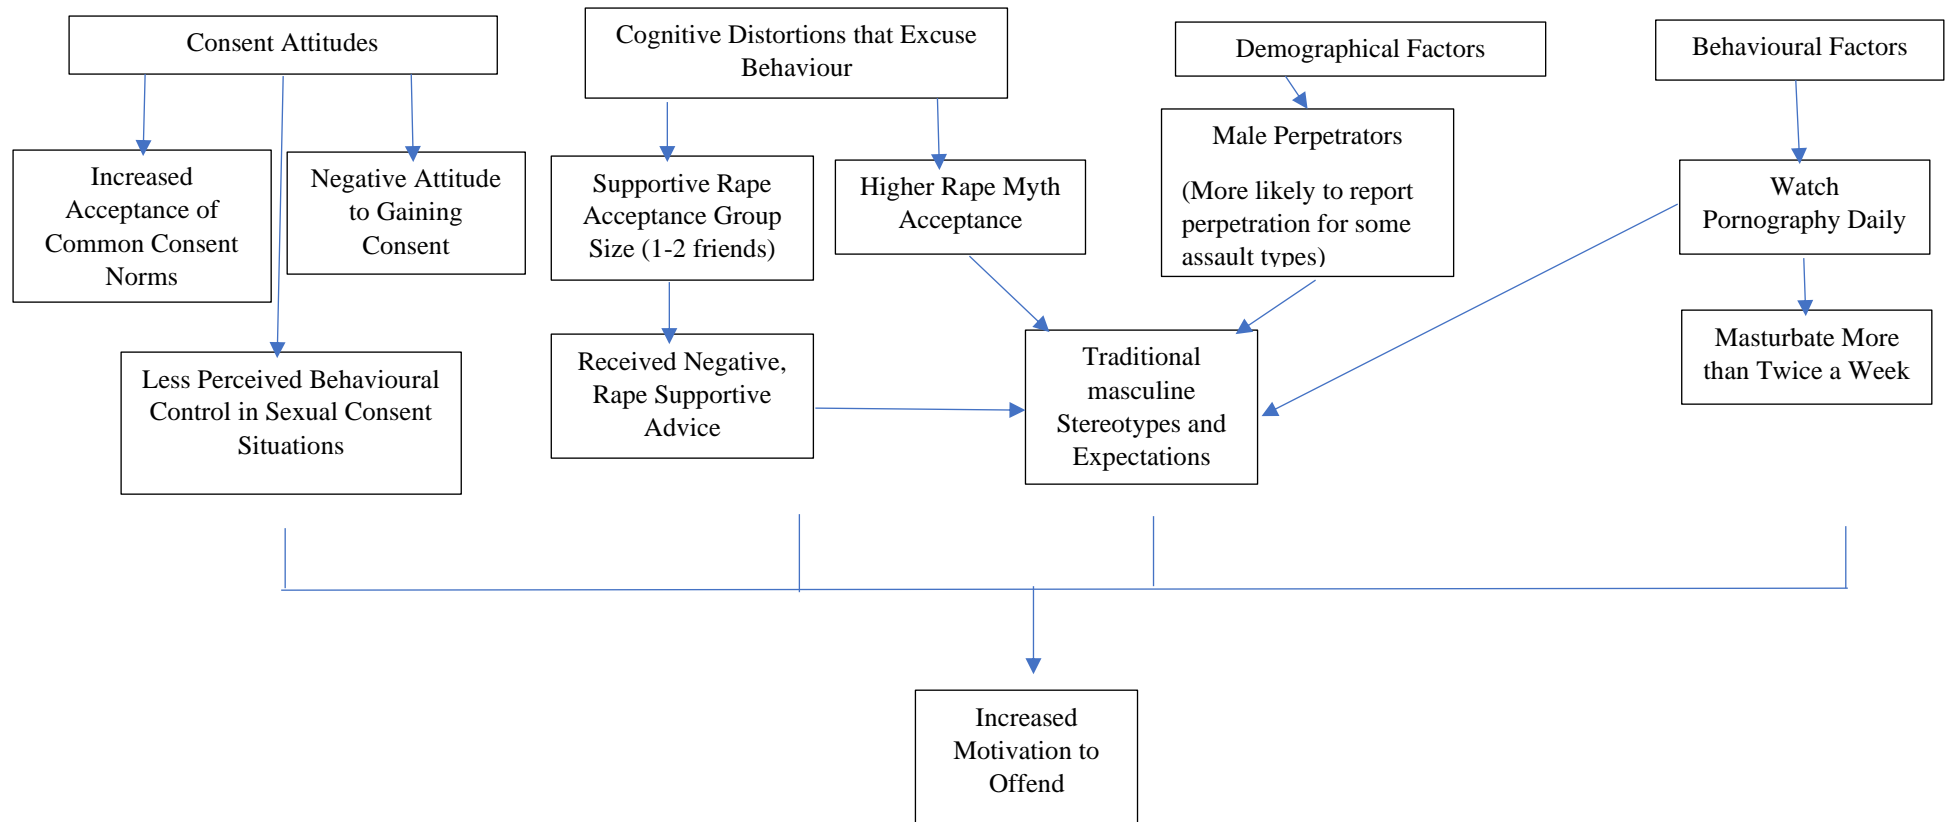 Consent Attitudes
Cognitive Distortions that Excuse
Behaviour
Demographical Factors
Behavioural Factors
Increased
Acceptance of
Common Consent
Norms
Negative Attitude
to Gaining
Consent
Supportive Rape
Acceptance Group
Size (1-2 friends)
Higher Rape Myth
Acceptance
Male Perpetrators
(More likely to report
perpetration for some
assault types)
Watch
Pornography Daily
Less Perceived Behavioural
Control in Sexual Consent
Situations
Received Negative,
Rape Supportive
Advice
Traditional
masculine
Stereotypes and
Expectations
Masturbate More
than Twice a Week
Increased
Motivation to
Offend